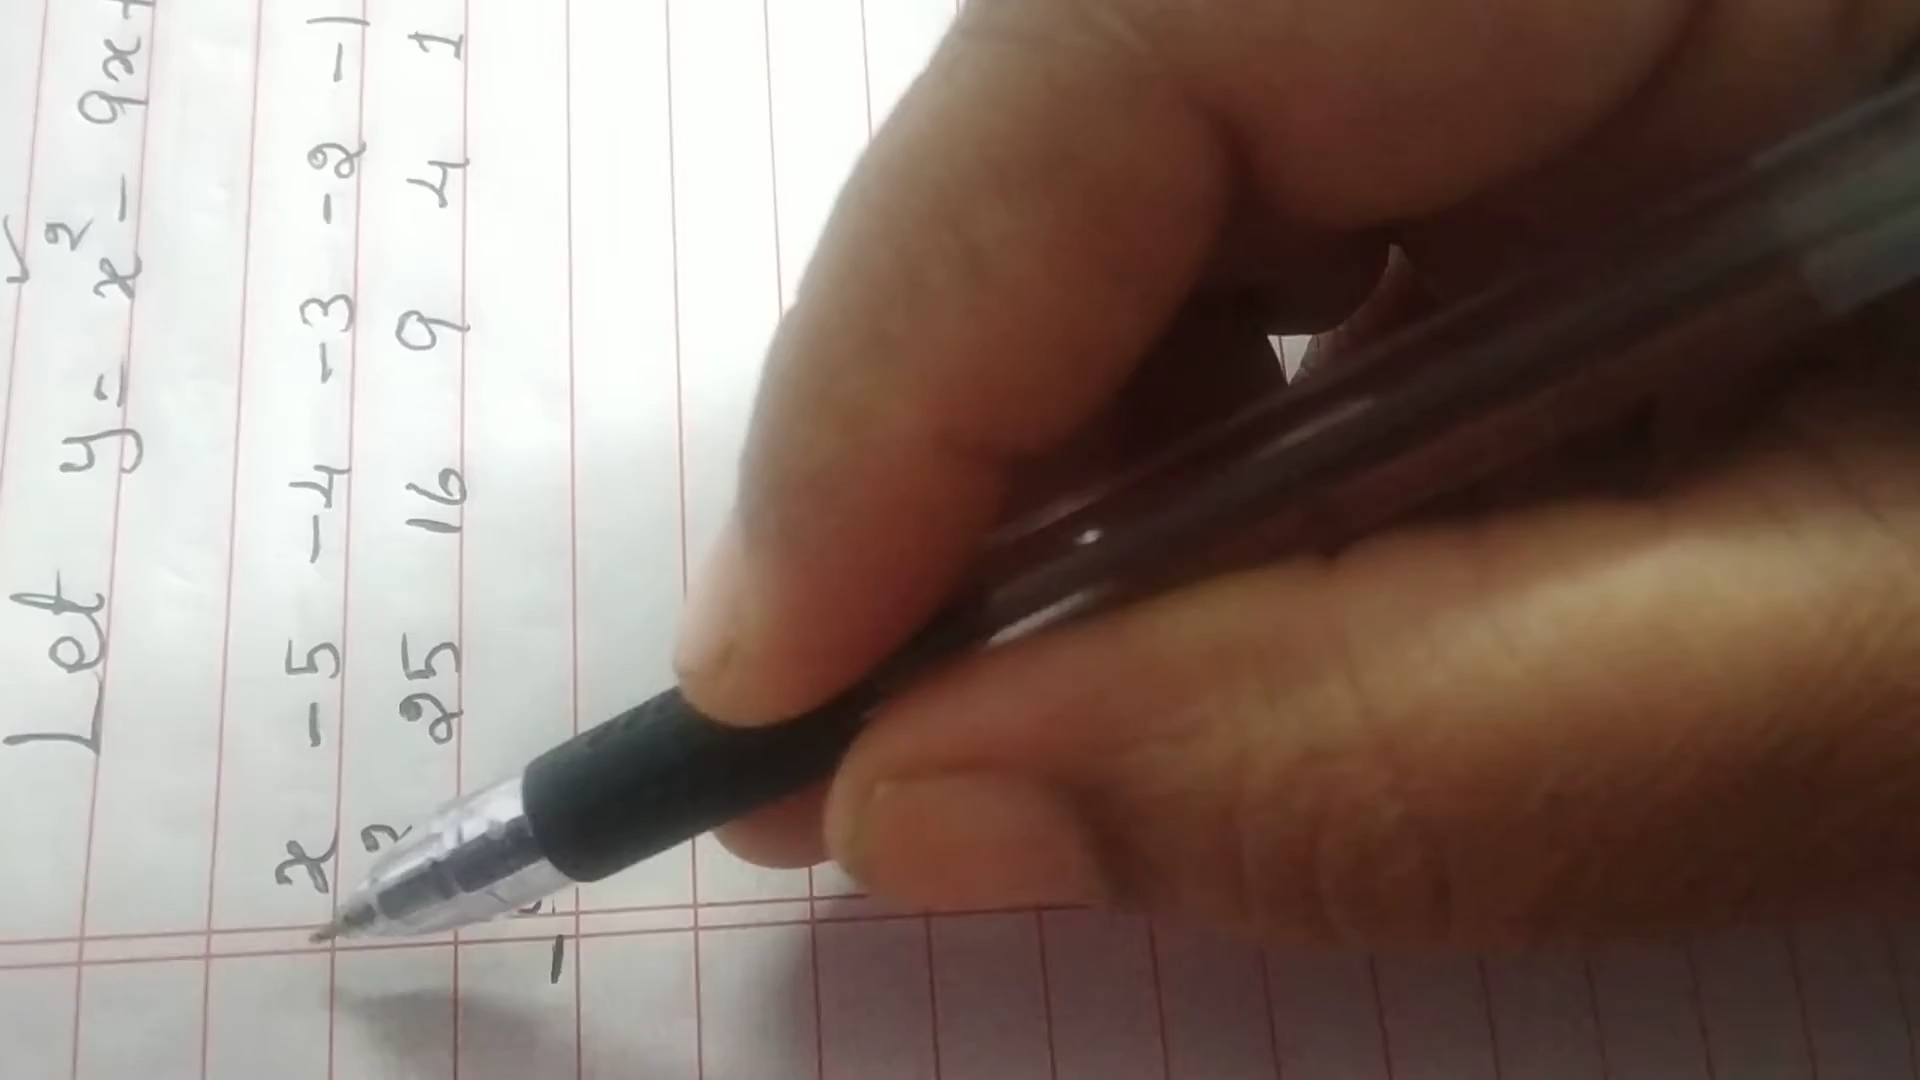 Let y = x² - 9x+
x -5 -4 -3 -2 -1
x² 25 16 9 4 1
-